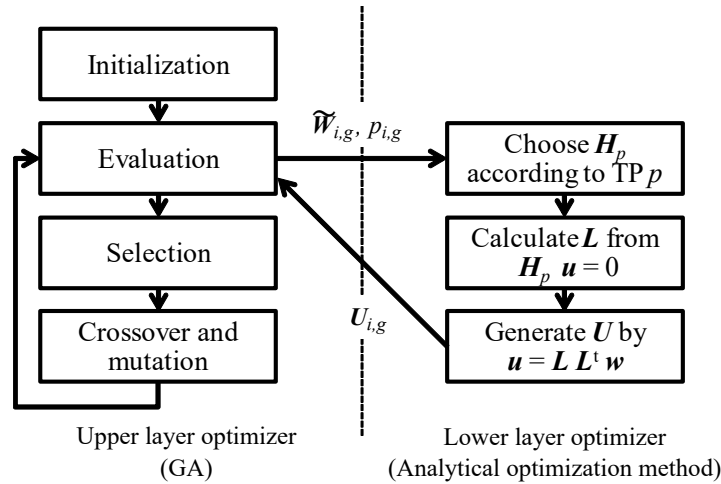 Initialization
Evaluation
Selection
Crossover and
mutation
Upper layer optimizer
(GA)
W̃i,g, pi,g
Ui,g
Choose Hp
according to TP p
Calculate L from
Hp u = 0
Generate U by
u = L Lᵗ w
Lower layer optimizer
(Analytical optimization method)